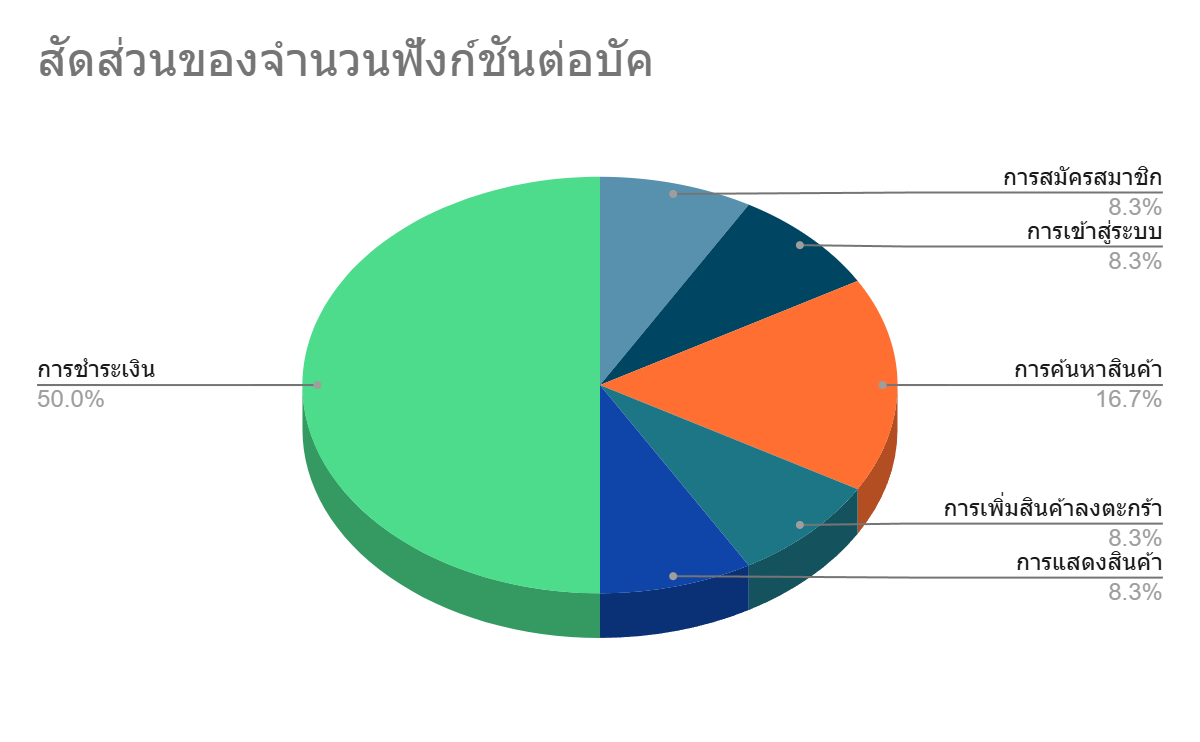 สัดส่วนของจำนวนฟังก์ชันต่อบัค
การสมัครสมาชิก
8.3%
การเข้าสู่ระบบ
8.3%
การชำระเงิน
50.0%
การค้นหาสินค้า
16.7%
การเพิ่มสินค้าลงตะกร้า
8.3%
การแสดงสินค้า
8.3%